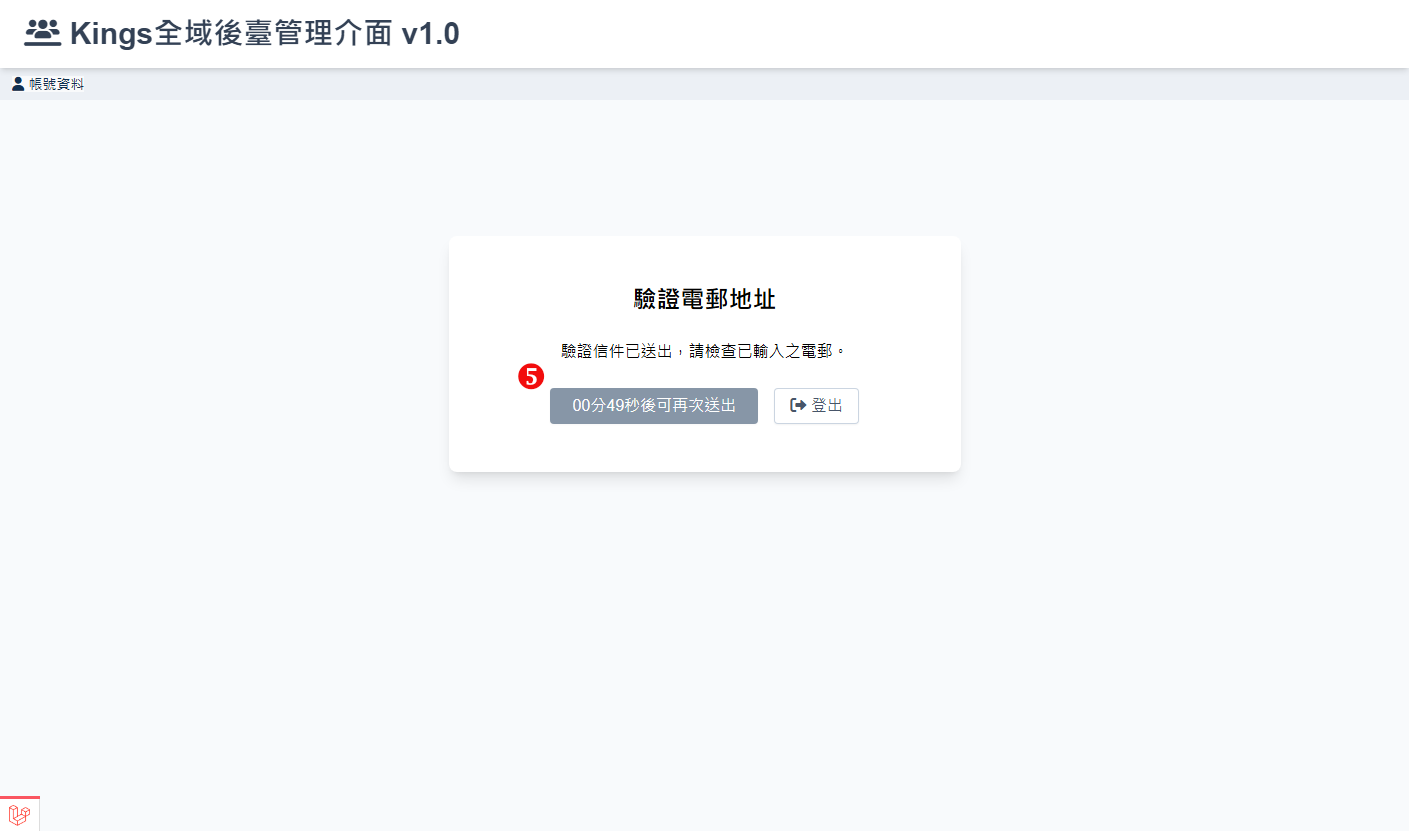 Kings全域後臺管理介面 v1.0
帳號資料
驗證電郵地址
驗證信件已送出，請檢查已輸入之電郵。
5
00分49秒後可再次送出
登出